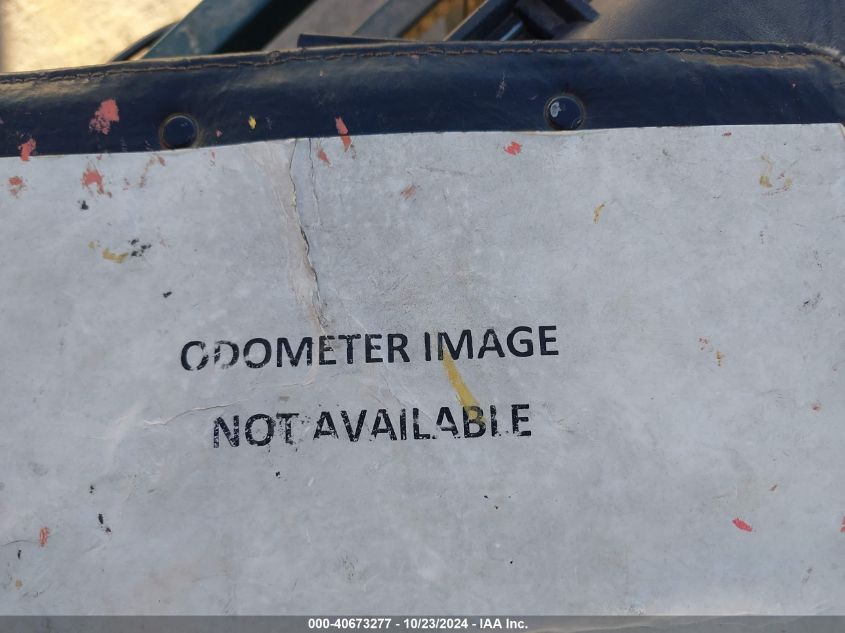 ODOMETER IMAGE
NOT AVAILABLE
000-40673277 - 10/23/2024 - IAA Inc.